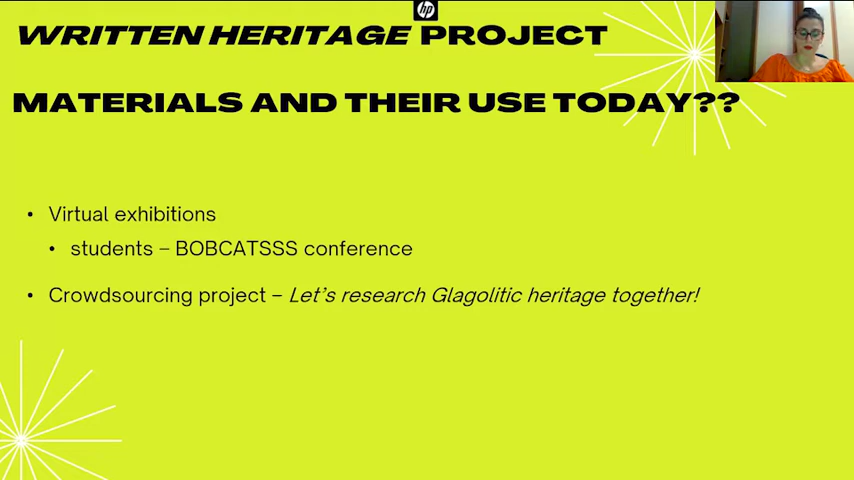 hp
WRITTEN HERITAGE PROJECT
MATERIALS AND THEIR USE TODAY??
• Virtual exhibitions
• students – BOBCATSSS conference
• Crowdsourcing project – Let's research Glagolitic heritage together!